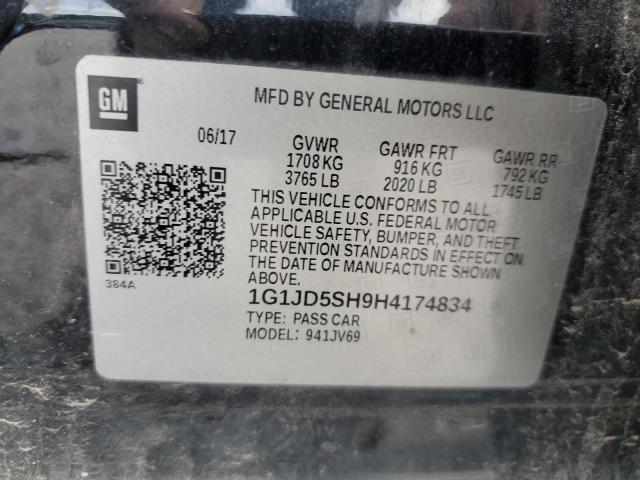 GM
MFD BY GENERAL MOTORS LLC
06/17 GVWR GAWR FRT GAWR RR
1708 KG 916 KG 792 KG
3765 LB 2020 LB 1745 LB
THIS VEHICLE CONFORMS TO ALL
APPLICABLE U.S. FEDERAL MOTOR
VEHICLE SAFETY, BUMPER, AND THEFT
PREVENTION STANDARDS IN EFFECT ON
THE DATE OF MANUFACTURE SHOWN
ABOVE.
384A
1G1JD5SH9H4174834
TYPE: PASS CAR
MODEL: 941JV69